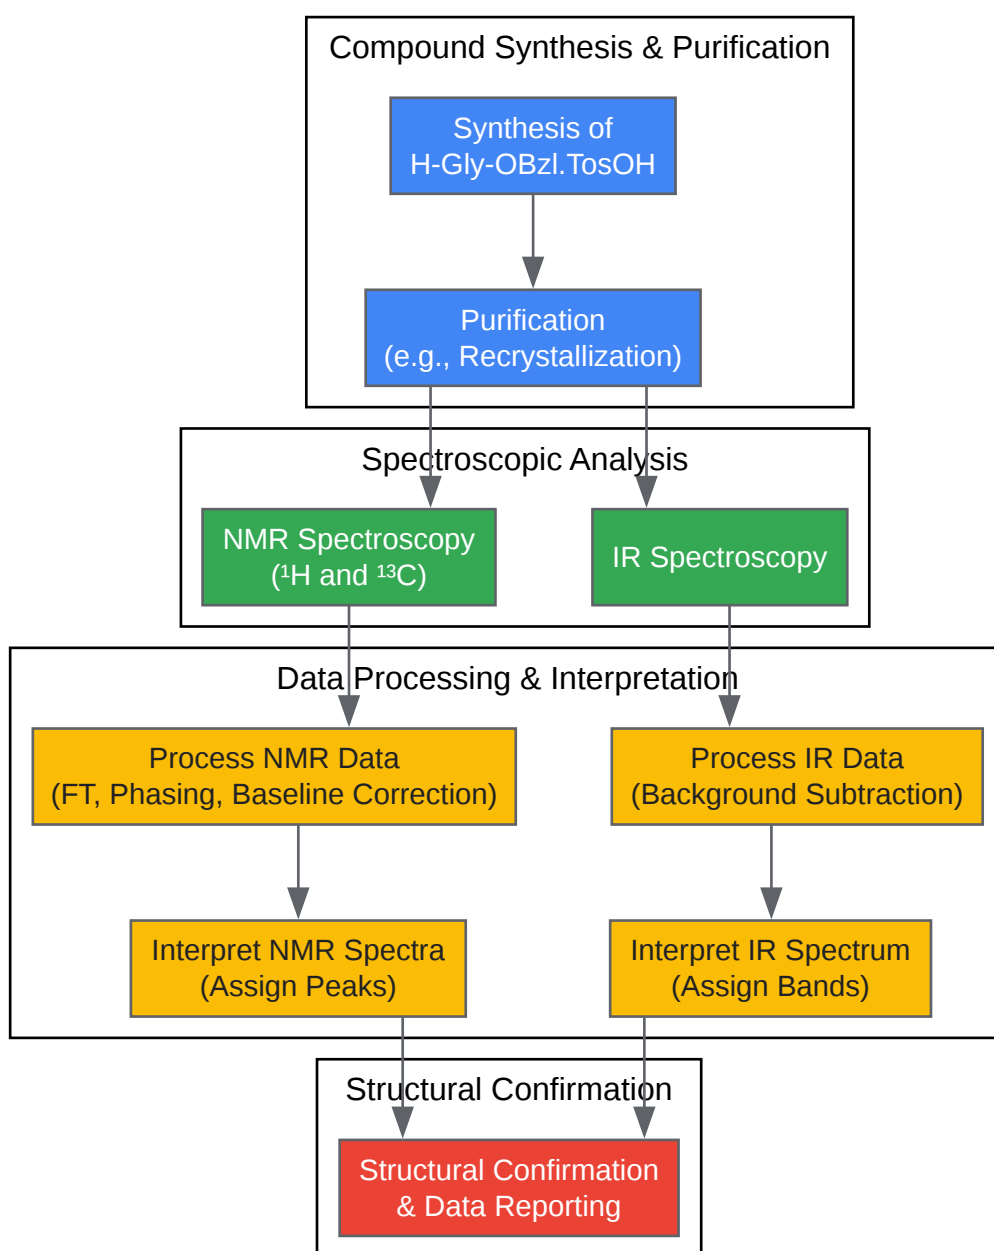 Compound Synthesis & Purification
Synthesis of
H-Gly-OBzl.TosOH
Purification
(e.g., Recrystallization)
Spectroscopic Analysis
NMR Spectroscopy
(¹H and ¹³C)
IR Spectroscopy
Data Processing & Interpretation
Process NMR Data
(FT, Phasing, Baseline Correction)
Process IR Data
(Background Subtraction)
Interpret NMR Spectra
(Assign Peaks)
Interpret IR Spectrum
(Assign Bands)
Structural Confirmation
Structural Confirmation
& Data Reporting